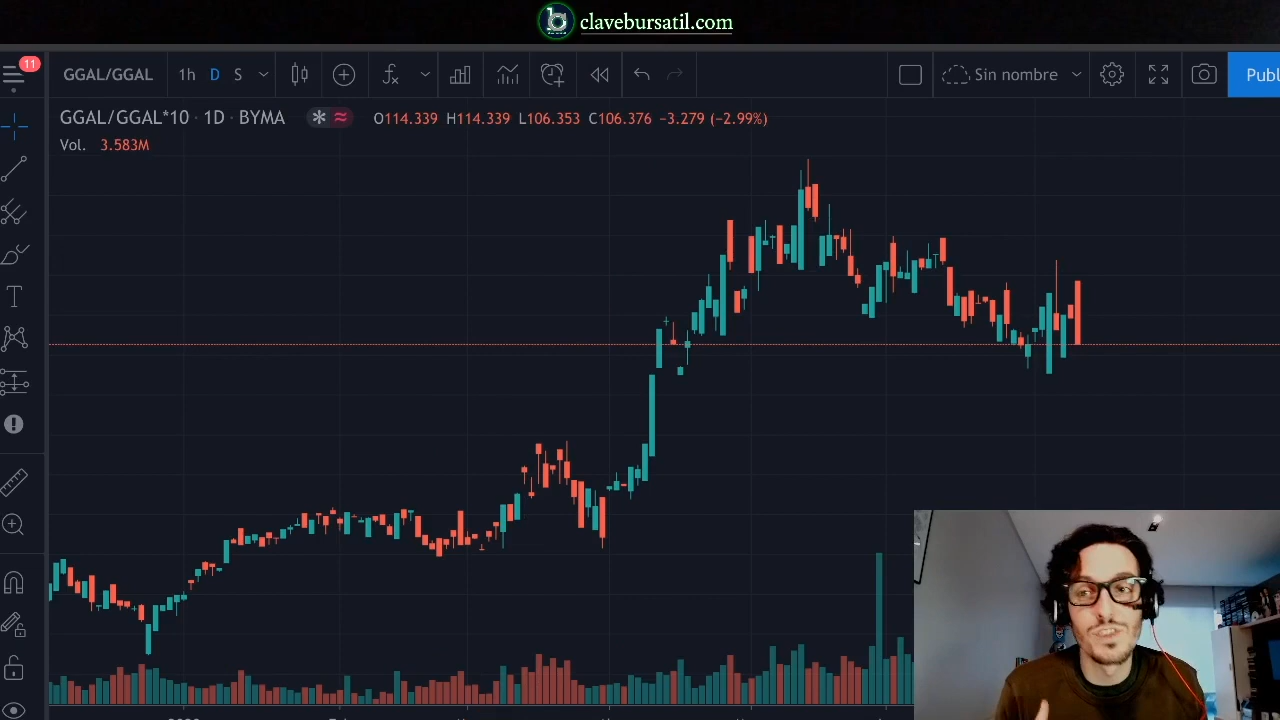 clavebursatil.com
11
GGAL/GGAL 1h D S Sin nombre Publ
GGAL/GGAL*10 · 1D · BYMA O114.339 H114.339 L106.353 C106.376 −3.279 (−2.99%)
Vol. 3.583M